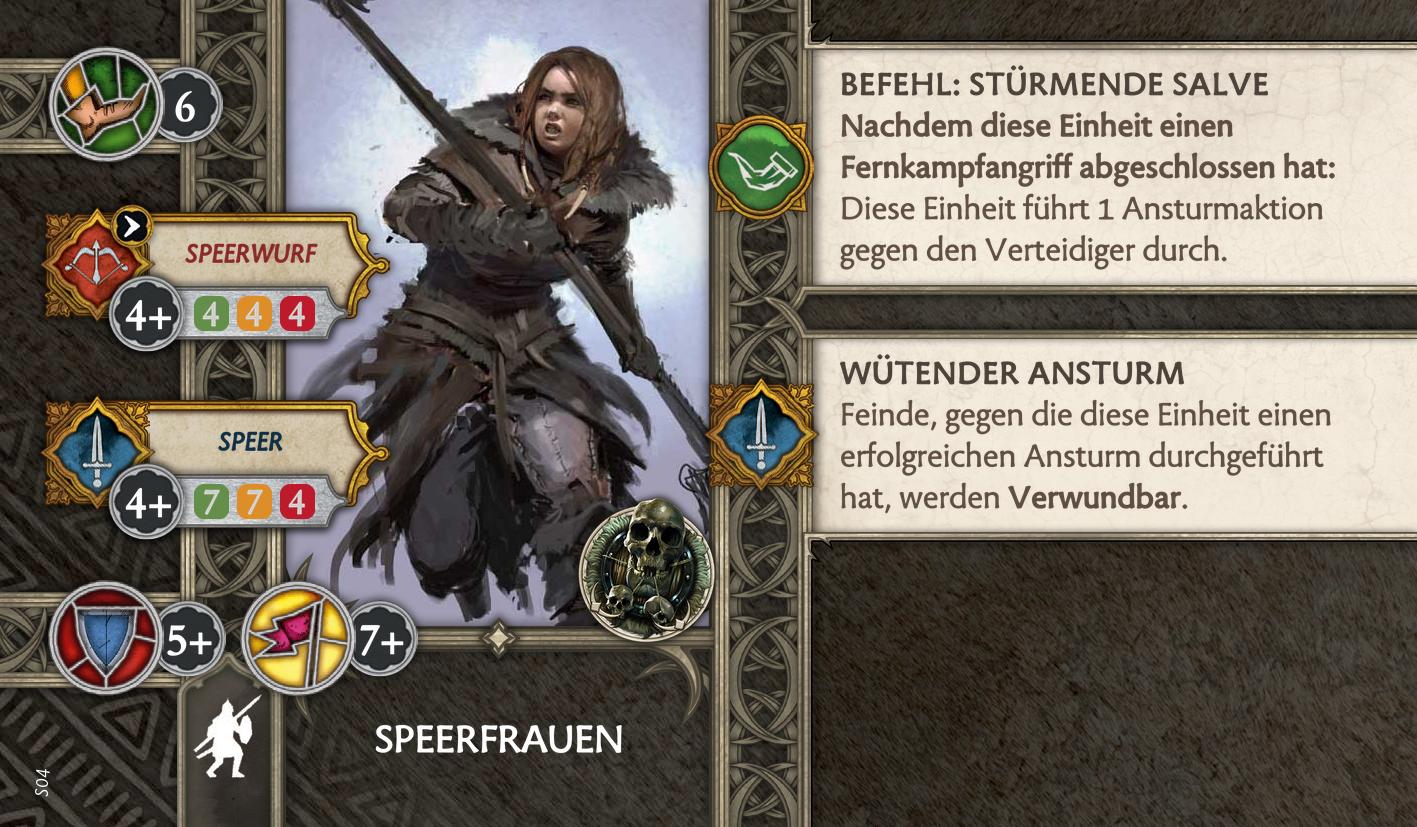 6
SPEERWURF
4+ 4 4 4
SPEER
4+ 7 7 4
5+ 7+
SPEERFRAUEN
S04
BEFEHL: STÜRMENDE SALVE
Nachdem diese Einheit einen
Fernkampfangriff abgeschlossen hat:
Diese Einheit führt 1 Ansturmaktion
gegen den Verteidiger durch.
WÜTENDER ANSTURM
Feinde, gegen die diese Einheit einen
erfolgreichen Ansturm durchgeführt
hat, werden Verwundbar.